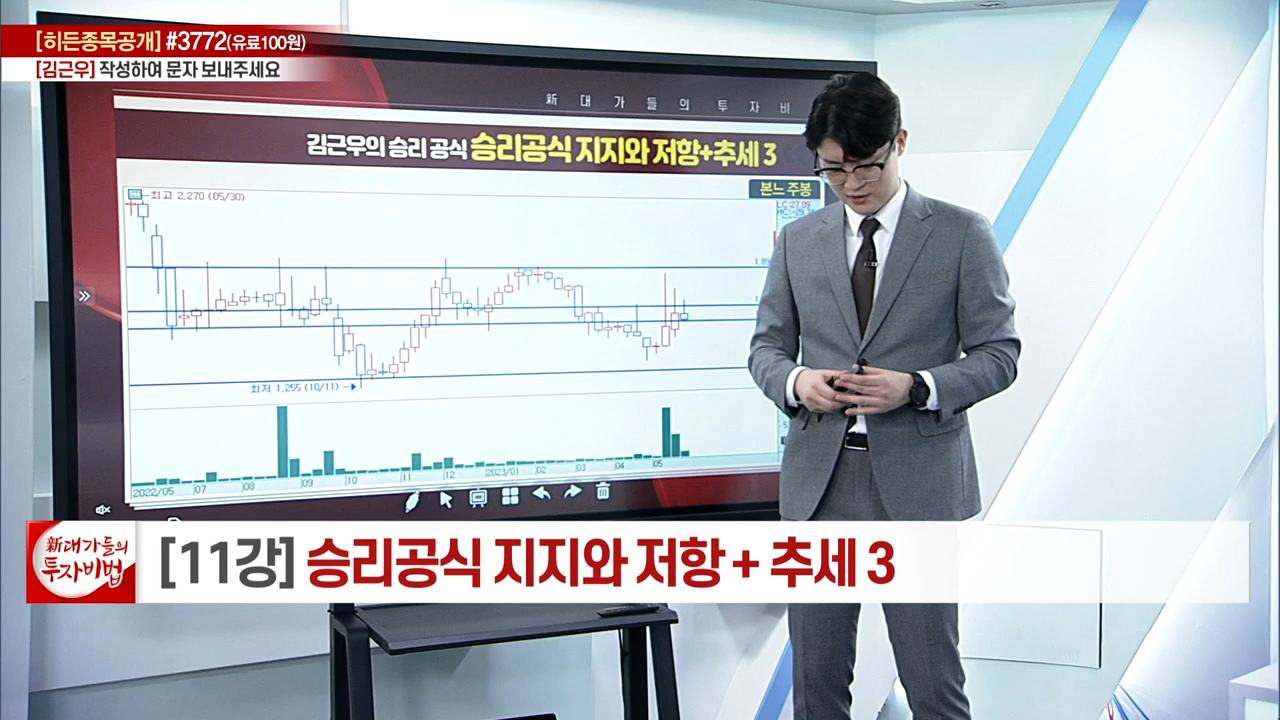 [히든종목공개] #3772(유료100원)
[김근우] 작성하여 문자 보내주세요
新 대 가 들 의 투 자 비
김근우의 승리 공식 승리공식 지지와 저항+추세 3
본느 주봉
최고 2,270 (05/30)
LC:27.09
최저 1,255 (10/11)
2022/05 07 08 09 10 11 12 2023/01 02 03 04 05
新대가들의
투자비법
[11강] 승리공식 지지와 저항 + 추세 3